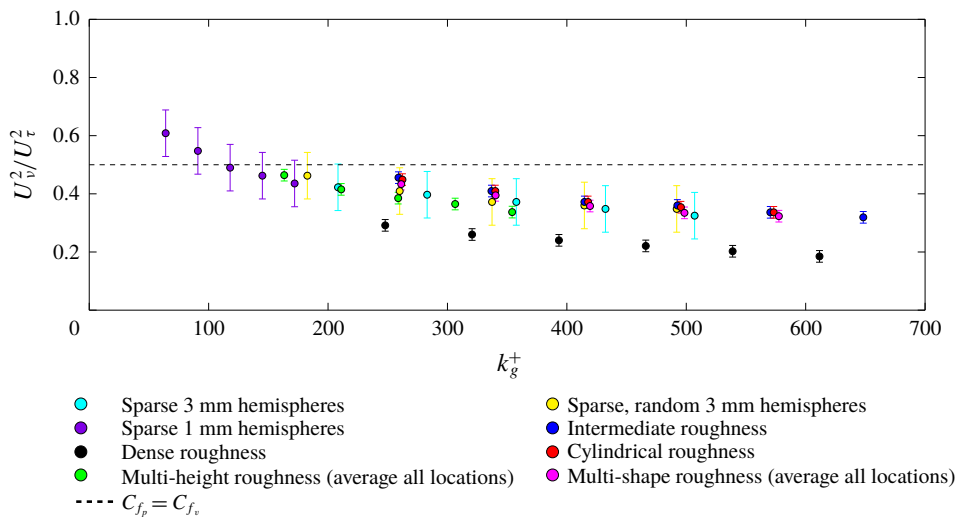 1.0
0.8
0.6
0.4
0.2
U_ν^2/U_τ^2
0 100 200 300 400 500 600 700
k_g^+
Sparse 3 mm hemispheres
Sparse 1 mm hemispheres
Dense roughness
Multi-height roughness (average all locations)
C_{f_p} = C_{f_v}
Sparse, random 3 mm hemispheres
Intermediate roughness
Cylindrical roughness
Multi-shape roughness (average all locations)